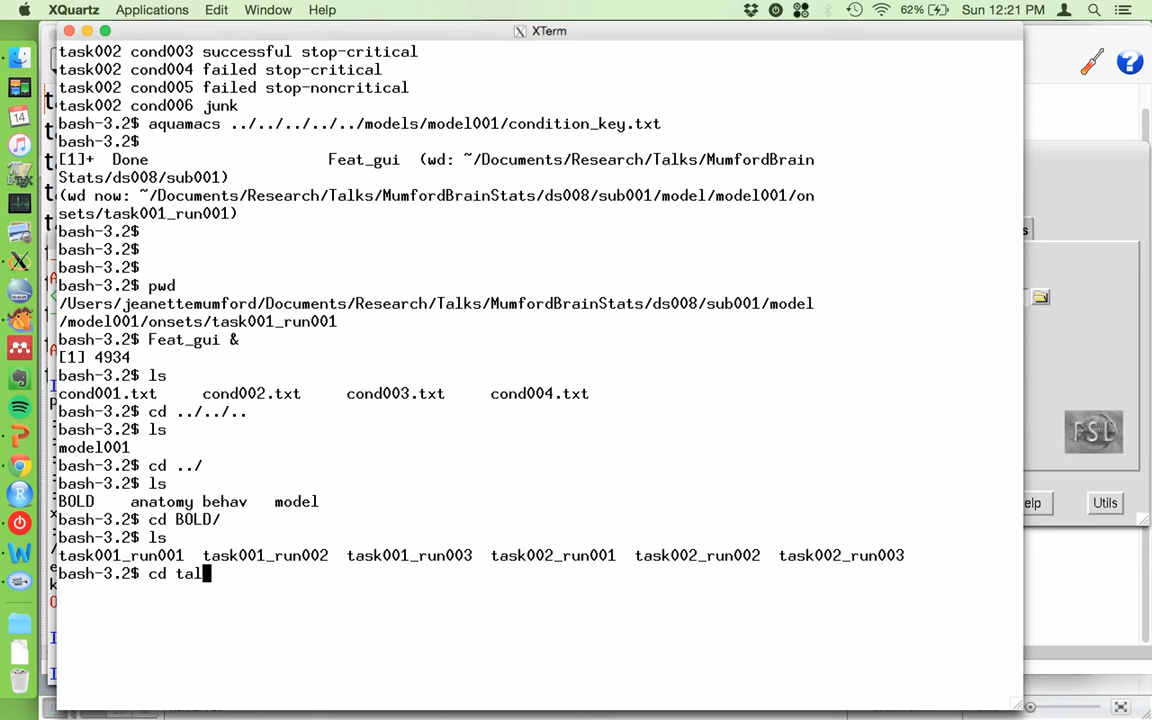 XQuartz Applications Edit Window Help 62% Sun 12:21 PM
XTerm
task002 cond003 successful stop-critical
task002 cond004 failed stop-critical
task002 cond005 failed stop-noncritical
task002 cond006 junk
bash-3.2$ aquamacs ../../../../../models/model001/condition_key.txt
bash-3.2$
[1]+ Done Feat_gui (wd: ~/Documents/Research/Talks/MumfordBrain
Stats/ds008/sub001)
(wd now: ~/Documents/Research/Talks/MumfordBrainStats/ds008/sub001/model/model001/on
sets/task001_run001)
bash-3.2$
bash-3.2$
bash-3.2$
bash-3.2$ pwd
/Users/jeanettemumford/Documents/Research/Talks/MumfordBrainStats/ds008/sub001/model
/model001/onsets/task001_run001
bash-3.2$ Feat_gui &
[1] 4934
bash-3.2$ ls
cond001.txt cond002.txt cond003.txt cond004.txt
bash-3.2$ cd ../../..
bash-3.2$ ls
model001
bash-3.2$ cd ../
bash-3.2$ ls
BOLD anatomy behav model
bash-3.2$ cd BOLD/
bash-3.2$ ls
task001_run001 task001_run002 task001_run003 task002_run001 task002_run002 task002_run003
bash-3.2$ cd tal
FSL
elp Utils